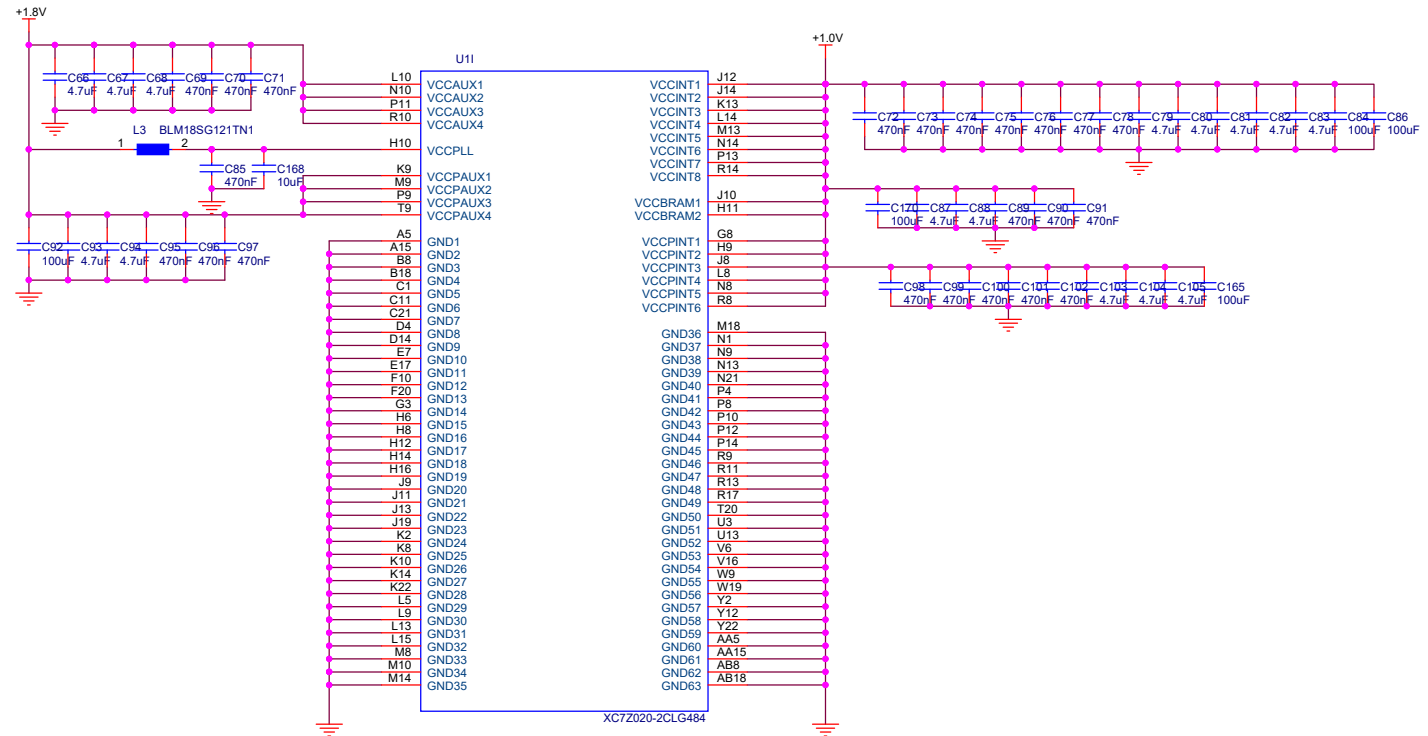 +1.8V
+1.0V
U1I
C66 C67 C68 C69 C70 C71
4.7uF 4.7uF 4.7uF 470nF 470nF 470nF
L3 BLM18SG121TN1
1 2
C85 C168
470nF 10uF
C92 C93 C94 C95 C96 C97
100uF 4.7uF 4.7uF 470nF 470nF 470nF
L10 VCCAUX1
N10 VCCAUX2
P11 VCCAUX3
R10 VCCAUX4
H10 VCCPLL
K9 VCCPAUX1
M9 VCCPAUX2
P9 VCCPAUX3
T9 VCCPAUX4
A5 GND1
A15 GND2
B8 GND3
B18 GND4
C1 GND5
C11 GND6
C21 GND7
D4 GND8
D14 GND9
E7 GND10
E17 GND11
F10 GND12
F20 GND13
G3 GND14
H6 GND15
H8 GND16
H12 GND17
H14 GND18
H16 GND19
J9 GND20
J11 GND21
J13 GND22
J19 GND23
K2 GND24
K8 GND25
K10 GND26
K14 GND27
K22 GND28
L5 GND29
L9 GND30
L13 GND31
L15 GND32
M8 GND33
M10 GND34
M14 GND35
VCCINT1 J12
VCCINT2 J14
VCCINT3 K13
VCCINT4 L14
VCCINT5 M13
VCCINT6 N14
VCCINT7 P13
VCCINT8 R14
VCCBRAM1 J10
VCCBRAM2 H11
VCCPINT1 G8
VCCPINT2 H9
VCCPINT3 J8
VCCPINT4 L8
VCCPINT5 N8
VCCPINT6 R8
GND36 M18
GND37 N1
GND38 N9
GND39 N13
GND40 N21
GND41 P4
GND42 P8
GND43 P10
GND44 P12
GND45 P14
GND46 R9
GND47 R11
GND48 R13
GND49 R17
GND50 T20
GND51 U3
GND52 U13
GND53 V6
GND54 V16
GND55 W9
GND56 W19
GND57 Y2
GND58 Y12
GND59 Y22
GND60 AA5
GND61 AA15
GND62 AB8
GND63 AB18
XC7Z020-2CLG484
C72 C73 C74 C75 C76 C77 C78 C79 C80 C81 C82 C83 C84 C86
470nF 470nF 470nF 470nF 470nF 470nF 470nF 4.7uF 4.7uF 4.7uF 4.7uF 4.7uF 100uF 100uF
C170 C87 C88 C89 C90 C91
100uF 4.7uF 4.7uF 470nF 470nF 470nF
C98 C99 C100 C101 C102 C103 C104 C105 C165
470nF 470nF 470nF 470nF 470nF 4.7uF 4.7uF 4.7uF 100uF